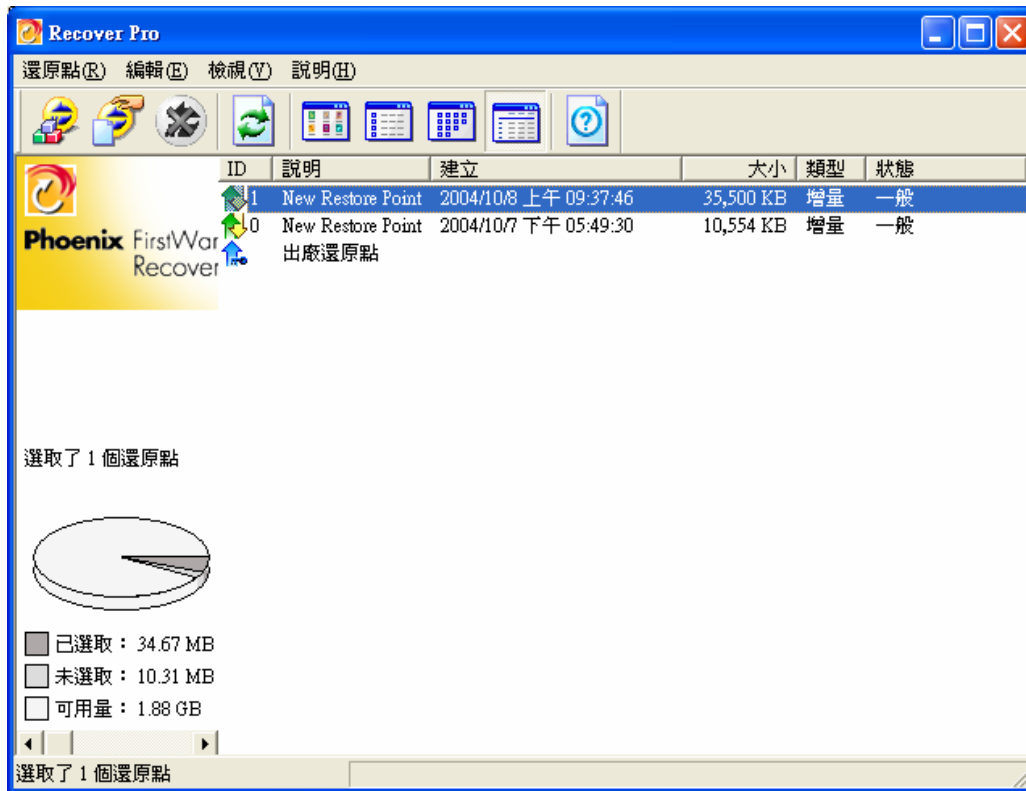 Recover Pro
還原點(R) 編輯(E) 檢視(V) 說明(H)
Phoenix FirstWar
Recover
ID 說明 建立 大小 類型 狀態
1 New Restore Point 2004/10/8 上午 09:37:46 35,500 KB 增量 一般
0 New Restore Point 2004/10/7 下午 05:49:30 10,554 KB 增量 一般
出廠還原點
選取了 1 個還原點
已選取： 34.67 MB
未選取： 10.31 MB
可用量： 1.88 GB
選取了 1 個還原點